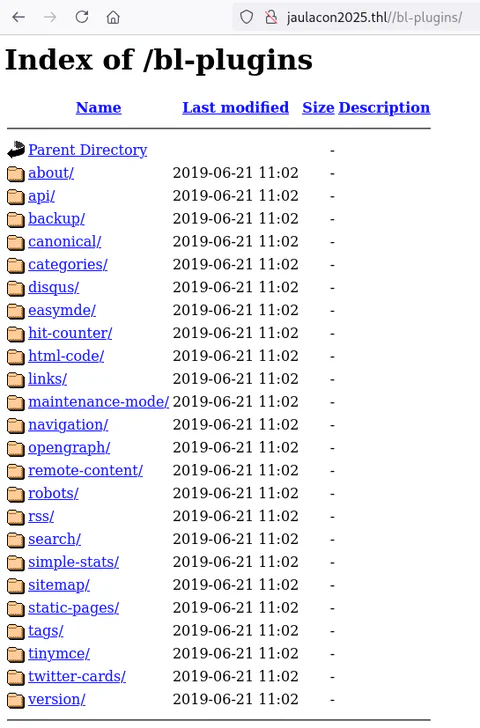 jaulacon2025.thl//bl-plugins/
Index of /bl-plugins
Name Last modified Size Description
Parent Directory -
about/ 2019-06-21 11:02 -
api/ 2019-06-21 11:02 -
backup/ 2019-06-21 11:02 -
canonical/ 2019-06-21 11:02 -
categories/ 2019-06-21 11:02 -
disqus/ 2019-06-21 11:02 -
easymde/ 2019-06-21 11:02 -
hit-counter/ 2019-06-21 11:02 -
html-code/ 2019-06-21 11:02 -
links/ 2019-06-21 11:02 -
maintenance-mode/ 2019-06-21 11:02 -
navigation/ 2019-06-21 11:02 -
opengraph/ 2019-06-21 11:02 -
remote-content/ 2019-06-21 11:02 -
robots/ 2019-06-21 11:02 -
rss/ 2019-06-21 11:02 -
search/ 2019-06-21 11:02 -
simple-stats/ 2019-06-21 11:02 -
sitemap/ 2019-06-21 11:02 -
static-pages/ 2019-06-21 11:02 -
tags/ 2019-06-21 11:02 -
tinymce/ 2019-06-21 11:02 -
twitter-cards/ 2019-06-21 11:02 -
version/ 2019-06-21 11:02 -